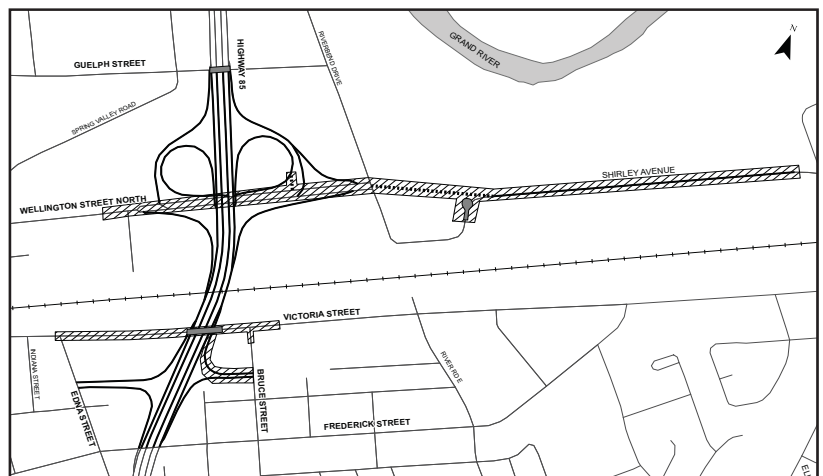 N
GRAND RIVER
RIVERBEND DRIVE
HIGHWAY 85
GUELPH STREET
SPRING VALLEY ROAD
SHIRLEY AVENUE
WELLINGTON STREET NORTH
VICTORIA STREET
INDIANA STREET
RIVER RD E
BRUCE STREET
EDNA STREET
FREDERICK STREET